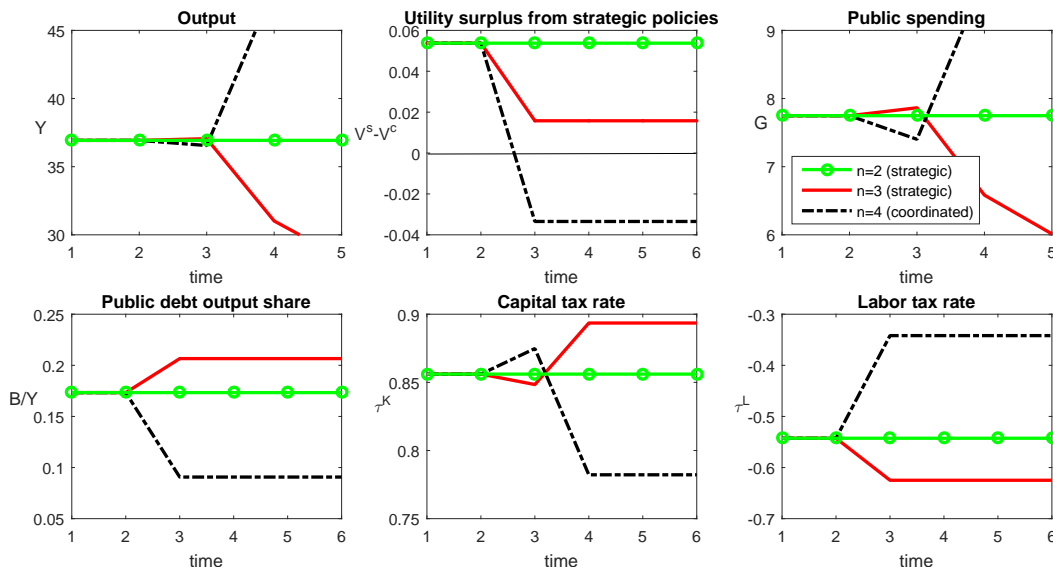 Output
45
40
35
30
Y
1 2 3 4 5
time
Utility surplus from strategic policies
0.06
0.04
0.02
0
-0.02
-0.04
V^s-V^c
1 2 3 4 5 6
time
Public spending
9
8
7
6
G
n=2 (strategic)
n=3 (strategic)
n=4 (coordinated)
1 2 3 4 5
time
Public debt output share
0.25
0.2
0.15
0.1
0.05
B/Y
1 2 3 4 5 6
time
Capital tax rate
0.9
0.85
0.8
0.75
τ^K
1 2 3 4 5 6
time
Labor tax rate
-0.3
-0.4
-0.5
-0.6
-0.7
τ^L
1 2 3 4 5 6
time